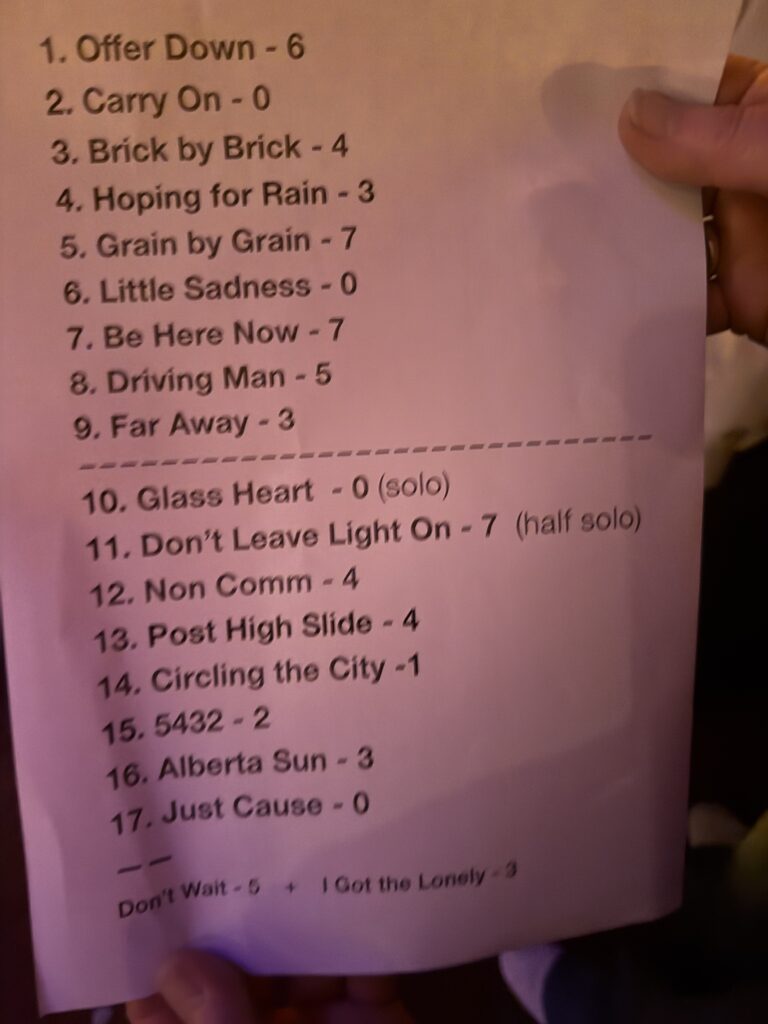 1. Offer Down - 6
2. Carry On - 0
3. Brick by Brick - 4
4. Hoping for Rain - 3
5. Grain by Grain - 7
6. Little Sadness - 0
7. Be Here Now - 7
8. Driving Man - 5
9. Far Away - 3
----------------------------------
10. Glass Heart - 0 (solo)
11. Don't Leave Light On - 7 (half solo)
12. Non Comm - 4
13. Post High Slide - 4
14. Circling the City -1
15. 5432 - 2
16. Alberta Sun - 3
17. Just Cause - 0
— —
Don't Wait - 5 + I Got the Lonely - 3